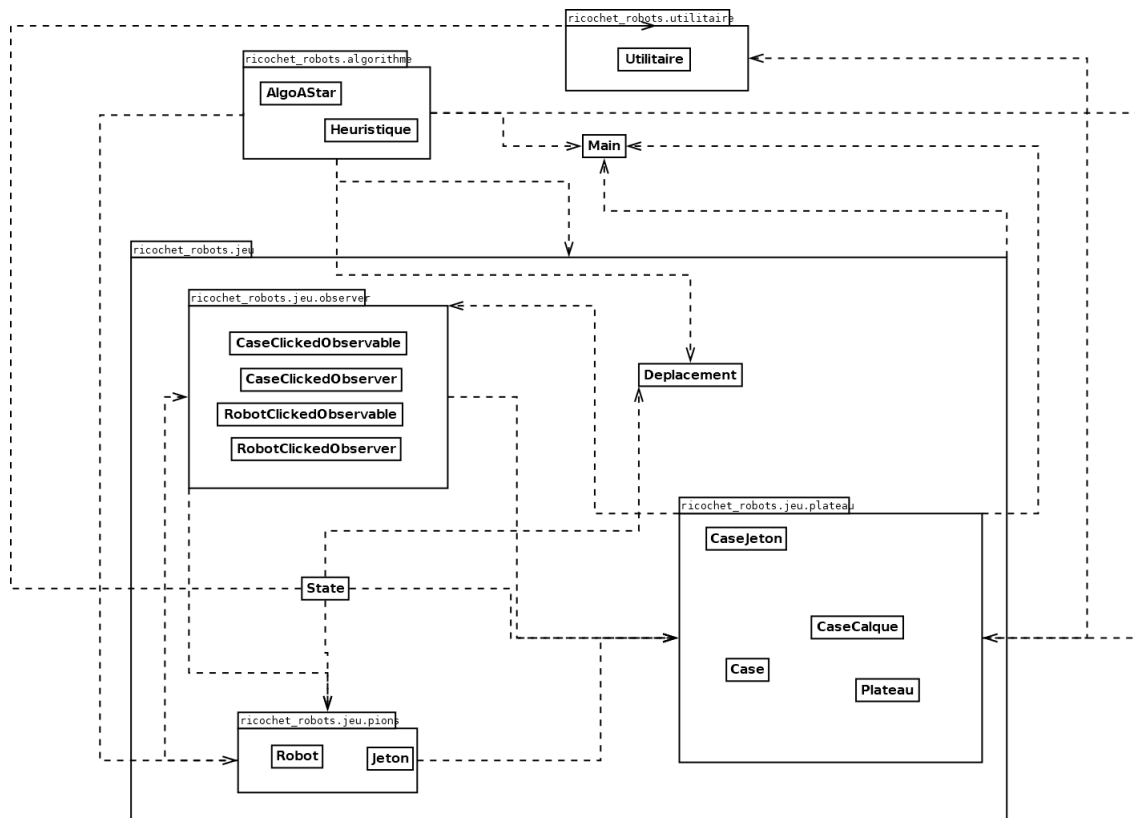 ricochet_robots.utilitaire
Utilitaire
ricochet_robots.algorithme
AlgoAStar
Heuristique
Main
ricochet_robots.jeu
ricochet_robots.jeu.observer
CaseClickedObservable
CaseClickedObserver
RobotClickedObservable
RobotClickedObserver
Deplacement
ricochet_robots.jeu.plateau
CaseJeton
State
CaseCalque
Case
Plateau
ricochet_robots.jeu.pions
Robot
Jeton